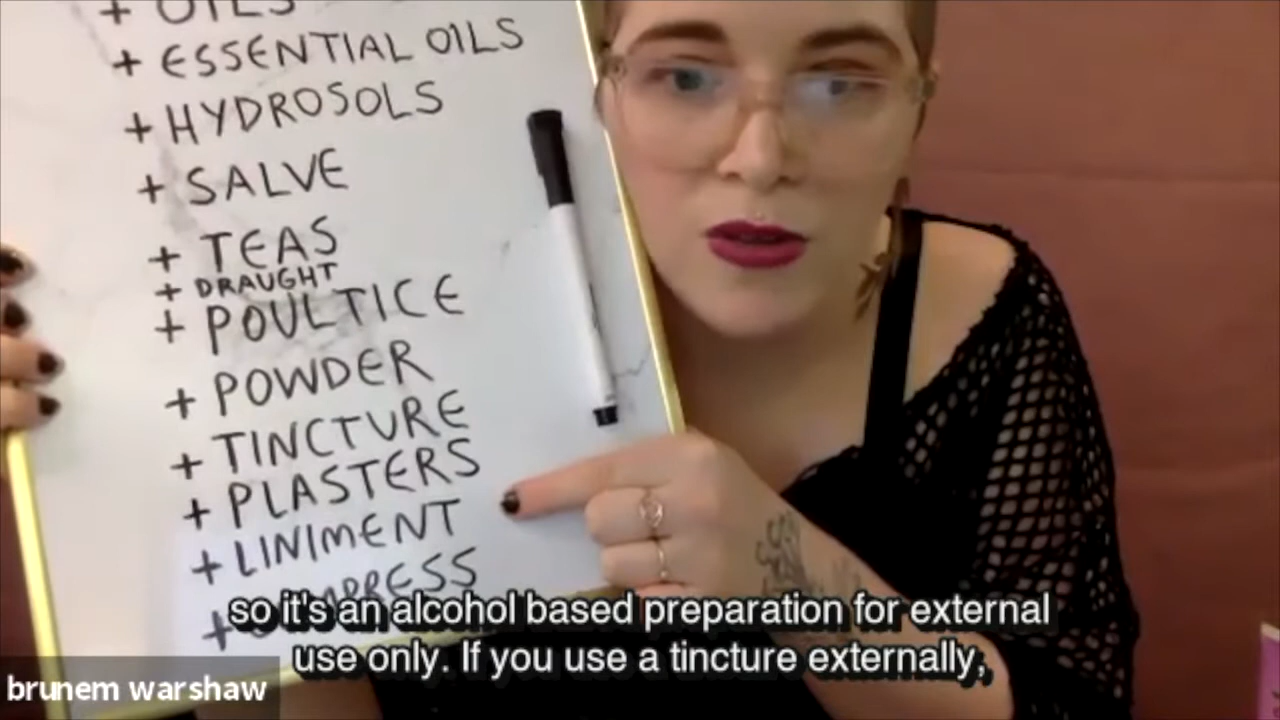 + OILS
+ ESSENTIAL OILS
+ HYDROSOLS
+ SALVE
+ TEAS
+ DRAUGHT
+ POULTICE
+ POWDER
+ TINCTURE
+ PLASTERS
+ LINIMENT
so it's an alcohol based preparation for external
use only. If you use a tincture externally,
brunem warshaw